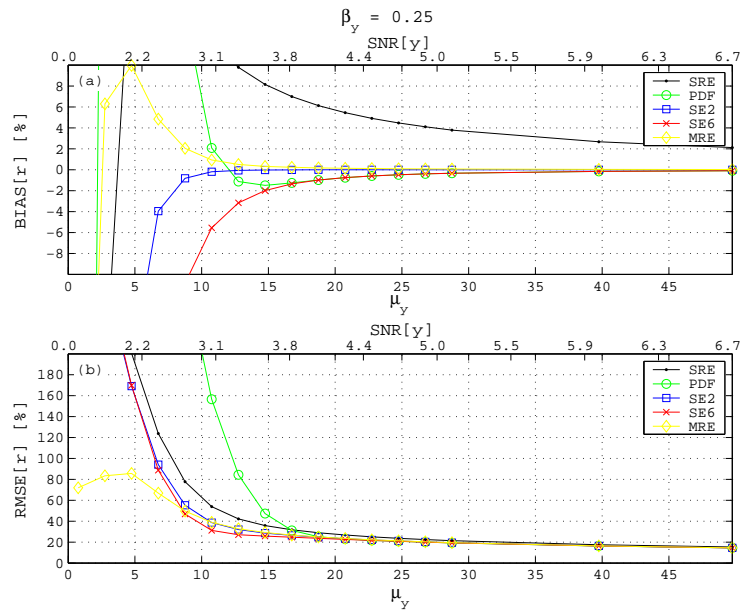 β_y = 0.25
SNR[y]
0.0 2.2 3.1 3.8 4.4 5.0 5.5 5.9 6.3 6.7
(a)
8
6
4
2
0
−2
−4
−6
−8
BIAS[r] [%]
SRE
PDF
SE2
SE6
MRE
0 5 10 15 20 25 30 35 40 45
μ_y
SNR[y]
0.0 2.2 3.1 3.8 4.4 5.0 5.5 5.9 6.3 6.7
(b)
180
160
140
120
100
80
60
40
20
0
RMSE[r] [%]
SRE
PDF
SE2
SE6
MRE
0 5 10 15 20 25 30 35 40 45
μ_y